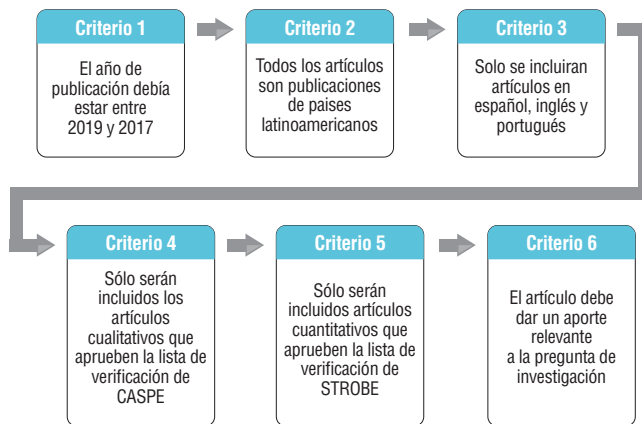 Criterio 1
El año de
publicación debía
estar entre
2019 y 2017
Criterio 2
Todos los artículos
son publicaciones
de paises
latinoamericanos
Criterio 3
Solo se incluiran
artículos en
español, inglés y
portugués
Criterio 4
Sólo serán
incluidos los
artículos
cualitativos que
aprueben la lista de
verificación de
CASPE
Criterio 5
Sólo serán
incluidos artículos
cuantitativos que
aprueben la lista de
verificación de
STROBE
Criterio 6
El artículo debe
dar un aporte
relevante
a la pregunta de
investigación